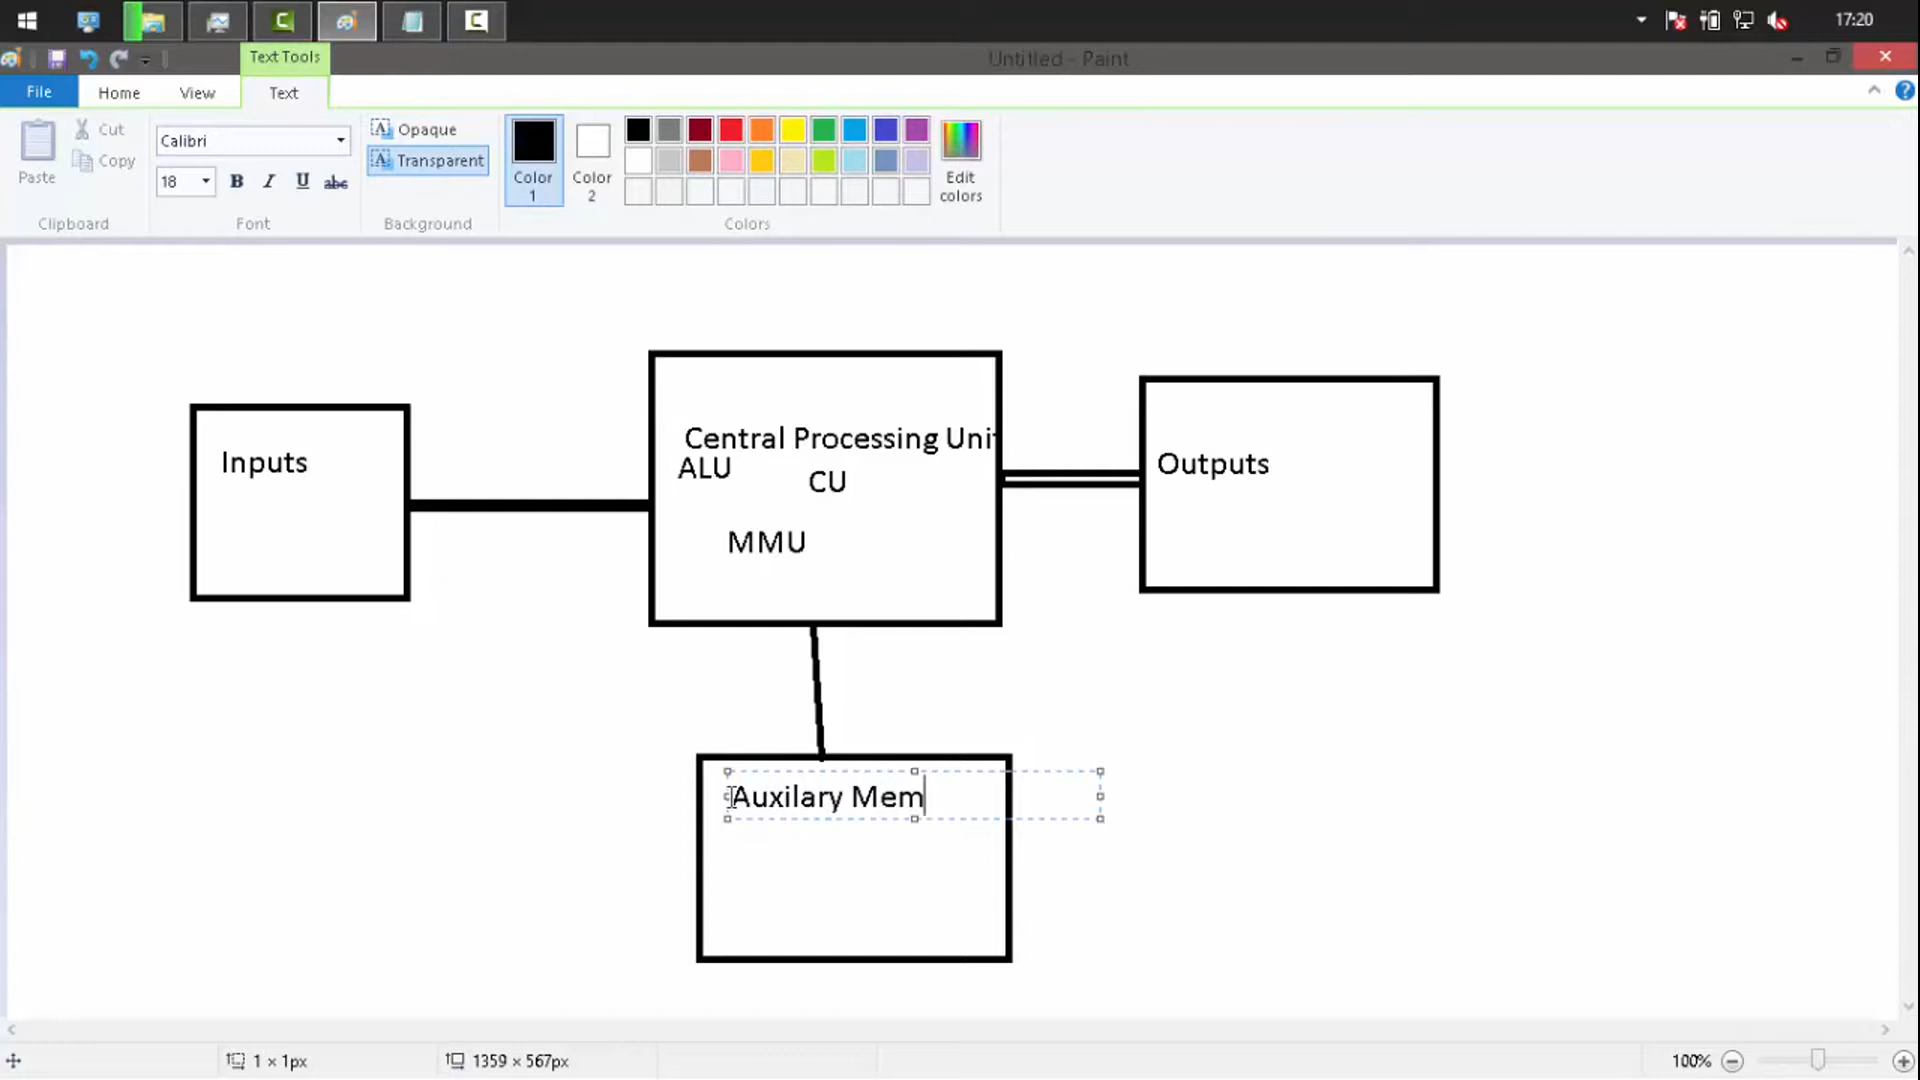 17:20
Text Tools
Untitled - Paint
File
Home
View
Text
Paste
Cut
Copy
Clipboard
Calibri
18
B I U abc
Font
Opaque
Transparent
Background
Color
1
Color
2
Edit
colors
Colors
Inputs
Central Processing Unit
ALU
CU
MMU
Outputs
Auxilary Mem
1 × 1px
1359 × 567px
100%